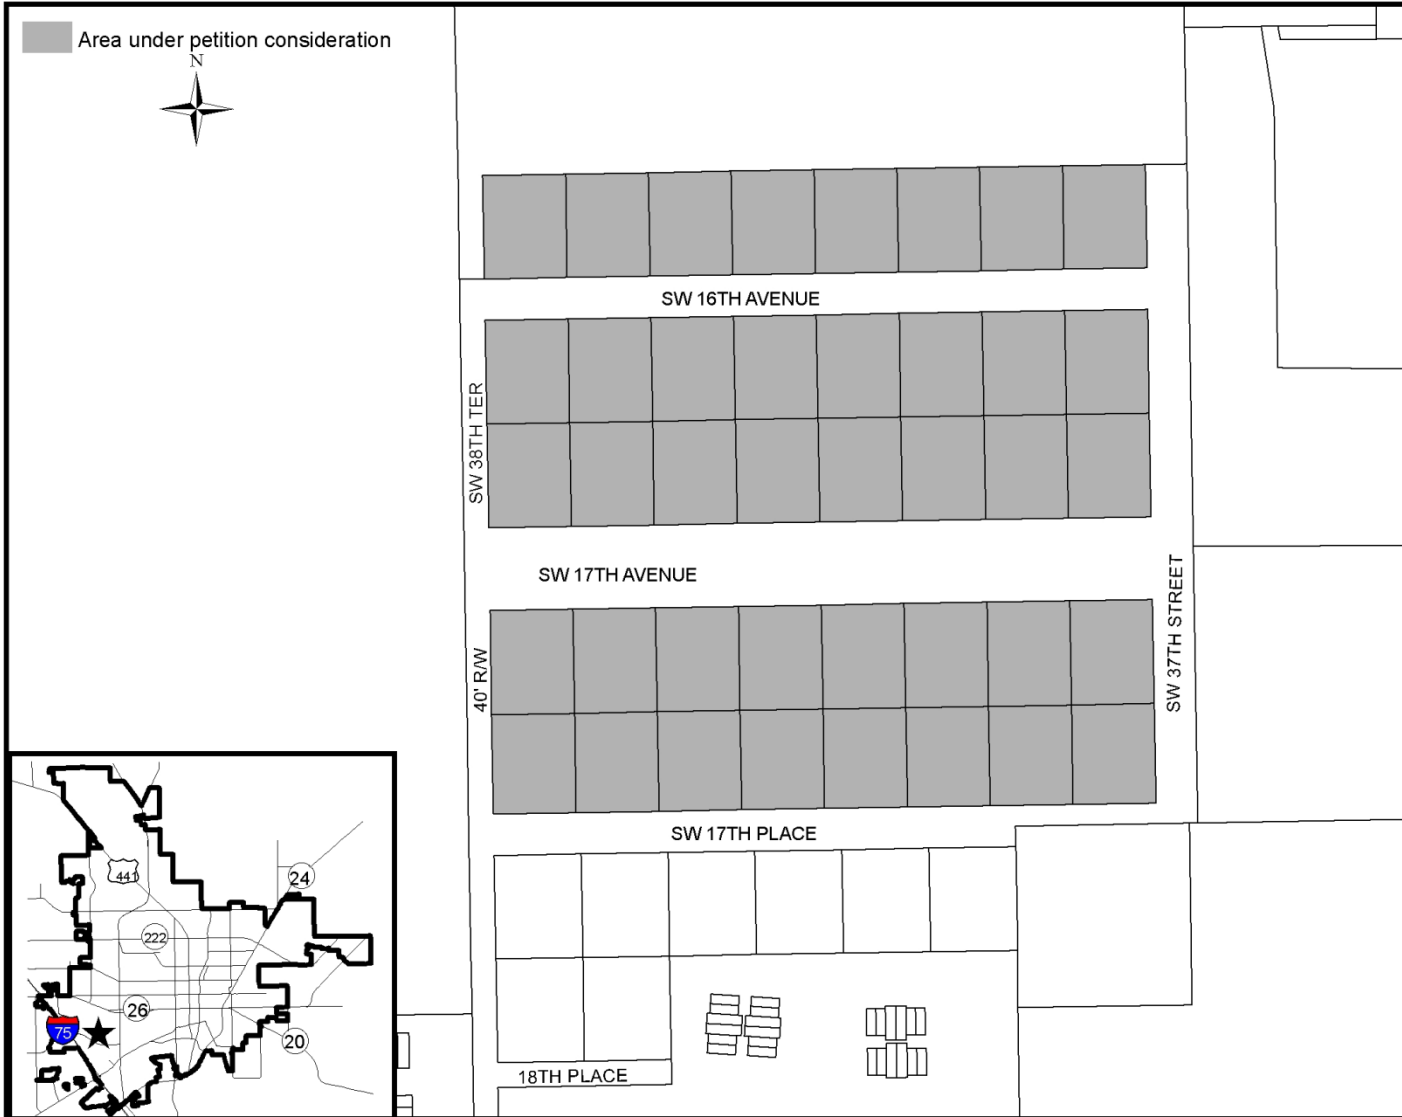 Area under petition consideration
N
SW 16TH AVENUE
SW 38TH TER
SW 17TH AVENUE
SW 37TH STREET
40' R/W
SW 17TH PLACE
18TH PLACE
441
24
222
26
75
20